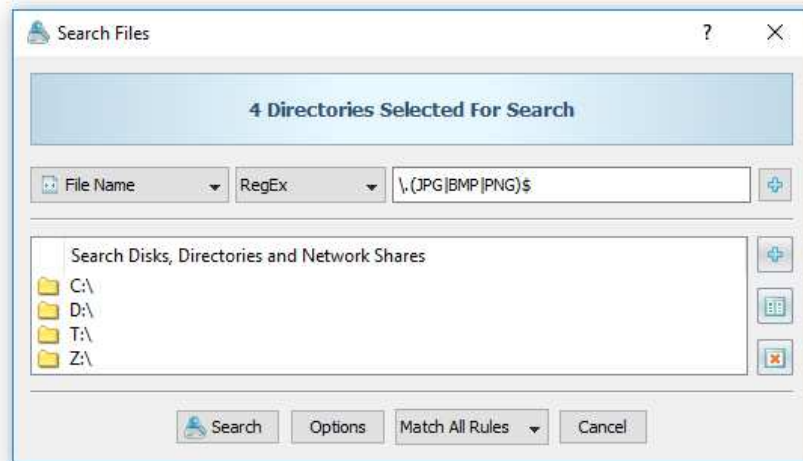 Search Files ?
4 Directories Selected For Search
File Name RegEx \.(JPG|BMP|PNG)$
Search Disks, Directories and Network Shares
C:\
D:\
T:\
Z:\
Search Options Match All Rules Cancel